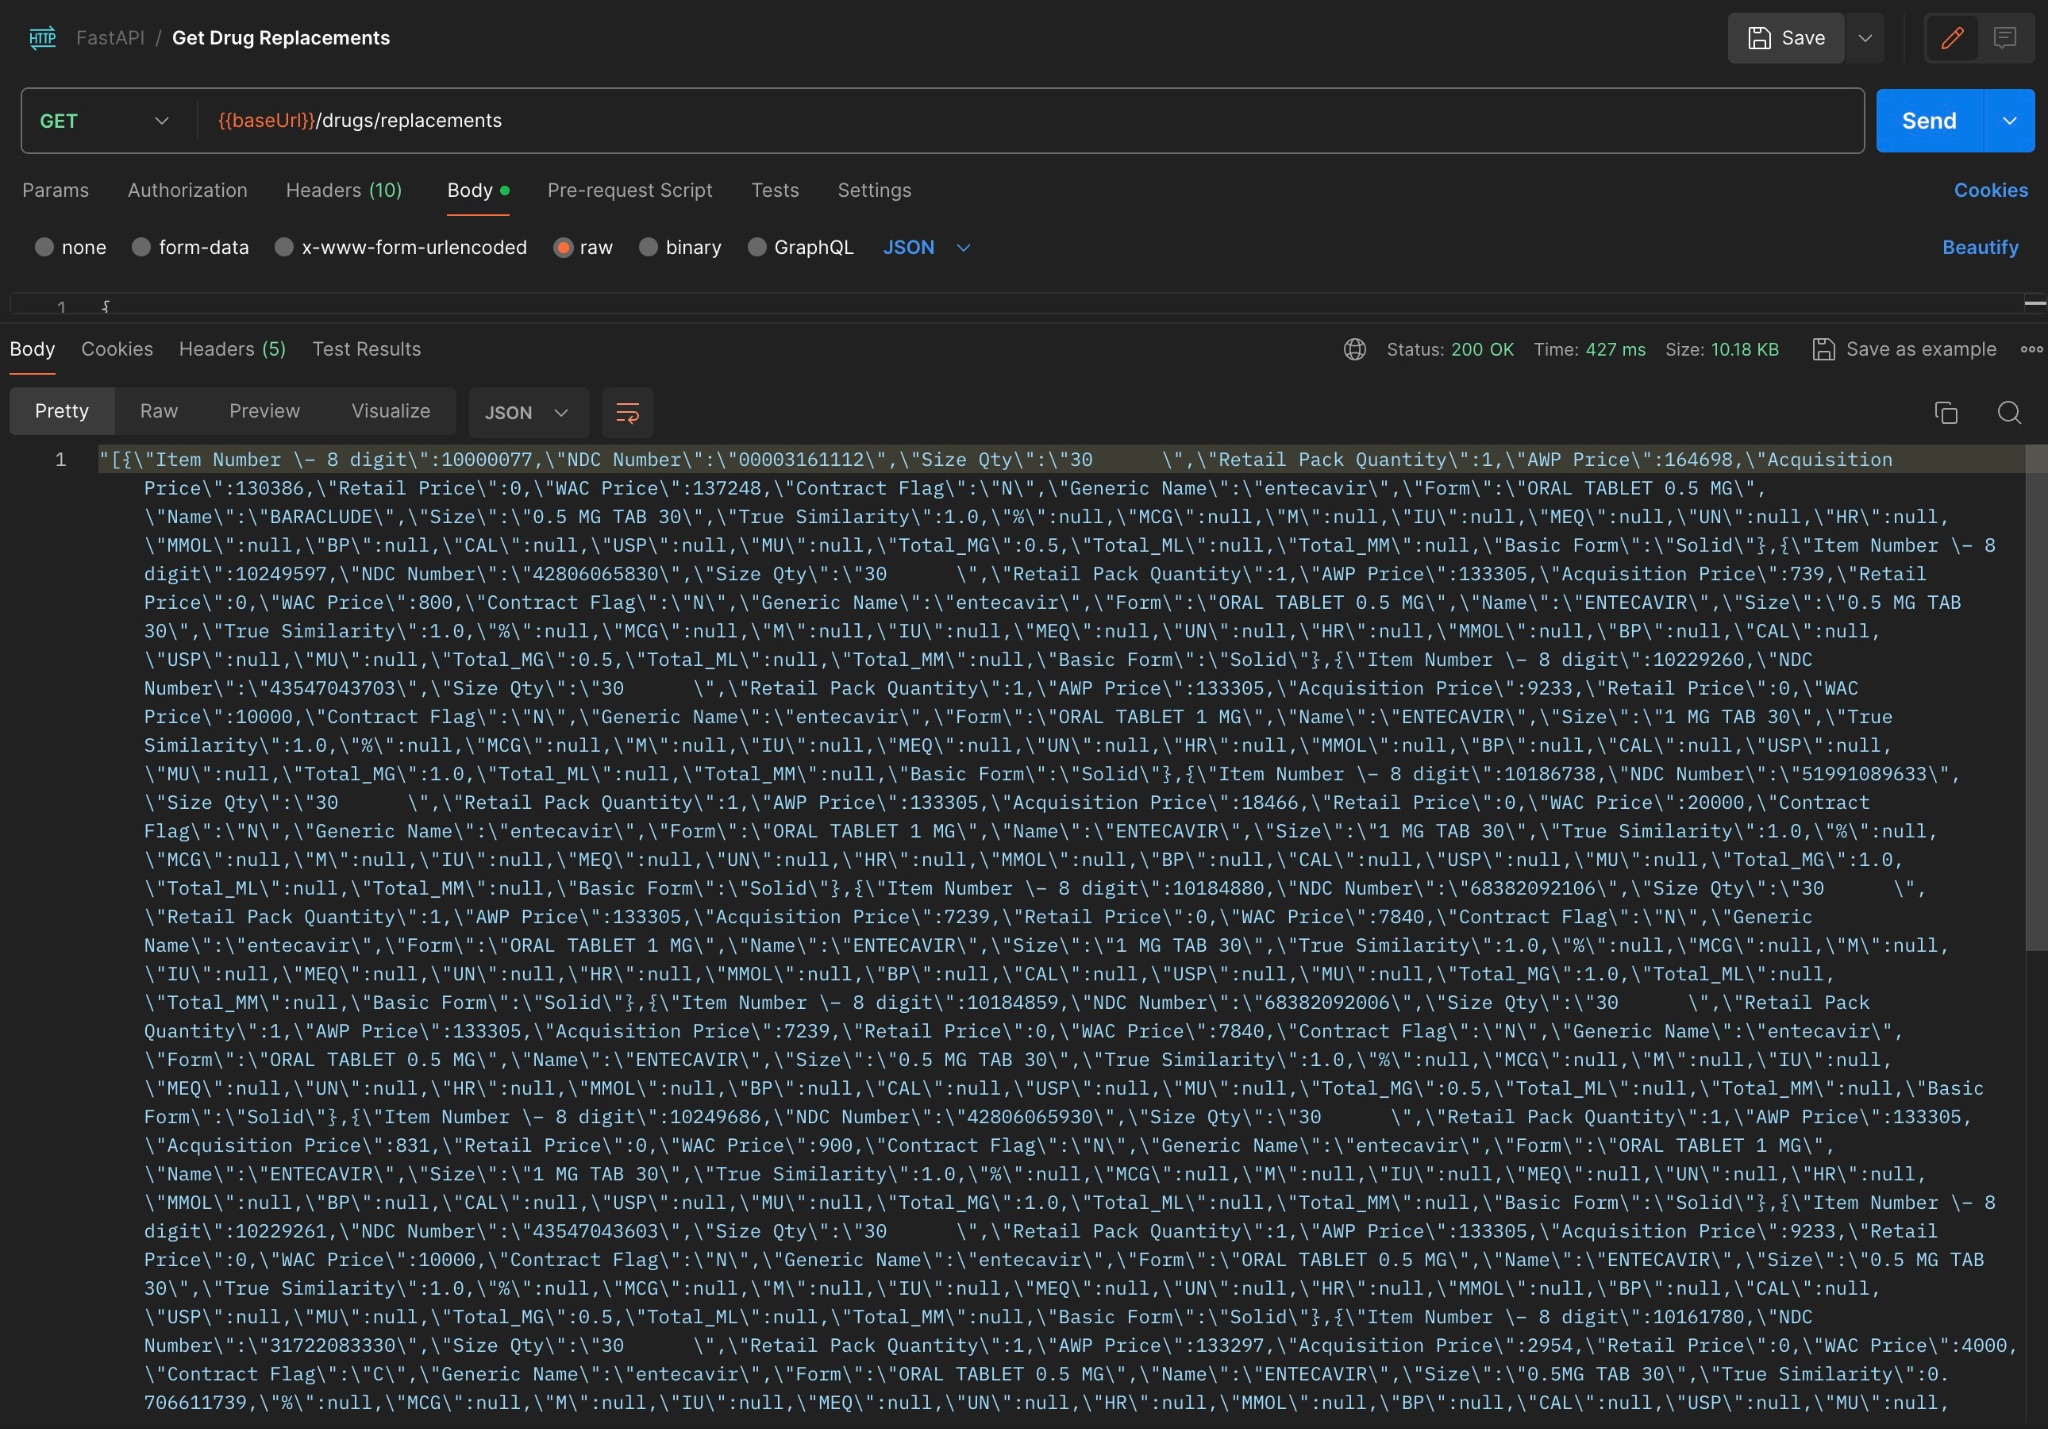 HTTP FastAPI / Get Drug Replacements Save
GET {{baseUrl}}/drugs/replacements Send
Params Authorization Headers (10) Body Pre-request Script Tests Settings Cookies
none form-data x-www-form-urlencoded raw binary GraphQL JSON Beautify
1 {
Body Cookies Headers (5) Test Results Status: 200 OK Time: 427 ms Size: 10.18 KB Save as example
Pretty Raw Preview Visualize JSON
1 "[{\"Item Number \- 8 digit\":10000077,\"NDC Number\":\"00003161112\",\"Size Qty\":\"30      \",\"Retail Pack Quantity\":1,\"AWP Price\":164698,\"Acquisition
Price\":130386,\"Retail Price\":0,\"WAC Price\":137248,\"Contract Flag\":\"N\",\"Generic Name\":\"entecavir\",\"Form\":\"ORAL TABLET 0.5 MG\",
\"Name\":\"BARACLUDE\",\"Size\":\"0.5 MG TAB 30\",\"True Similarity\":1.0,\"%\":null,\"MCG\":null,\"M\":null,\"IU\":null,\"MEQ\":null,\"UN\":null,\"HR\":null,
\"MMOL\":null,\"BP\":null,\"CAL\":null,\"USP\":null,\"MU\":null,\"Total_MG\":0.5,\"Total_ML\":null,\"Total_MM\":null,\"Basic Form\":\"Solid\"},{\"Item Number \- 8
digit\":10249597,\"NDC Number\":\"42806065830\",\"Size Qty\":\"30      \",\"Retail Pack Quantity\":1,\"AWP Price\":133305,\"Acquisition Price\":739,\"Retail
Price\":0,\"WAC Price\":800,\"Contract Flag\":\"N\",\"Generic Name\":\"entecavir\",\"Form\":\"ORAL TABLET 0.5 MG\",\"Name\":\"ENTECAVIR\",\"Size\":\"0.5 MG TAB
30\",\"True Similarity\":1.0,\"%\":null,\"MCG\":null,\"M\":null,\"IU\":null,\"MEQ\":null,\"UN\":null,\"HR\":null,\"MMOL\":null,\"BP\":null,\"CAL\":null,
\"USP\":null,\"MU\":null,\"Total_MG\":0.5,\"Total_ML\":null,\"Total_MM\":null,\"Basic Form\":\"Solid\"},{\"Item Number \- 8 digit\":10229260,\"NDC
Number\":\"43547043703\",\"Size Qty\":\"30      \",\"Retail Pack Quantity\":1,\"AWP Price\":133305,\"Acquisition Price\":9233,\"Retail Price\":0,\"WAC
Price\":10000,\"Contract Flag\":\"N\",\"Generic Name\":\"entecavir\",\"Form\":\"ORAL TABLET 1 MG\",\"Name\":\"ENTECAVIR\",\"Size\":\"1 MG TAB 30\",\"True
Similarity\":1.0,\"%\":null,\"MCG\":null,\"M\":null,\"IU\":null,\"MEQ\":null,\"UN\":null,\"HR\":null,\"MMOL\":null,\"BP\":null,\"CAL\":null,\"USP\":null,
\"MU\":null,\"Total_MG\":1.0,\"Total_ML\":null,\"Total_MM\":null,\"Basic Form\":\"Solid\"},{\"Item Number \- 8 digit\":10186738,\"NDC Number\":\"51991089633\",
\"Size Qty\":\"30      \",\"Retail Pack Quantity\":1,\"AWP Price\":133305,\"Acquisition Price\":18466,\"Retail Price\":0,\"WAC Price\":20000,\"Contract
Flag\":\"N\",\"Generic Name\":\"entecavir\",\"Form\":\"ORAL TABLET 1 MG\",\"Name\":\"ENTECAVIR\",\"Size\":\"1 MG TAB 30\",\"True Similarity\":1.0,\"%\":null,
\"MCG\":null,\"M\":null,\"IU\":null,\"MEQ\":null,\"UN\":null,\"HR\":null,\"MMOL\":null,\"BP\":null,\"CAL\":null,\"USP\":null,\"MU\":null,\"Total_MG\":1.0,
\"Total_ML\":null,\"Total_MM\":null,\"Basic Form\":\"Solid\"},{\"Item Number \- 8 digit\":10184880,\"NDC Number\":\"68382092106\",\"Size Qty\":\"30      \",
\"Retail Pack Quantity\":1,\"AWP Price\":133305,\"Acquisition Price\":7239,\"Retail Price\":0,\"WAC Price\":7840,\"Contract Flag\":\"N\",\"Generic
Name\":\"entecavir\",\"Form\":\"ORAL TABLET 1 MG\",\"Name\":\"ENTECAVIR\",\"Size\":\"1 MG TAB 30\",\"True Similarity\":1.0,\"%\":null,\"MCG\":null,\"M\":null,
\"IU\":null,\"MEQ\":null,\"UN\":null,\"HR\":null,\"MMOL\":null,\"BP\":null,\"CAL\":null,\"USP\":null,\"MU\":null,\"Total_MG\":1.0,\"Total_ML\":null,
\"Total_MM\":null,\"Basic Form\":\"Solid\"},{\"Item Number \- 8 digit\":10184859,\"NDC Number\":\"68382092006\",\"Size Qty\":\"30      \",\"Retail Pack
Quantity\":1,\"AWP Price\":133305,\"Acquisition Price\":7239,\"Retail Price\":0,\"WAC Price\":7840,\"Contract Flag\":\"N\",\"Generic Name\":\"entecavir\",
\"Form\":\"ORAL TABLET 0.5 MG\",\"Name\":\"ENTECAVIR\",\"Size\":\"0.5 MG TAB 30\",\"True Similarity\":1.0,\"%\":null,\"MCG\":null,\"M\":null,\"IU\":null,
\"MEQ\":null,\"UN\":null,\"HR\":null,\"MMOL\":null,\"BP\":null,\"CAL\":null,\"USP\":null,\"MU\":null,\"Total_MG\":0.5,\"Total_ML\":null,\"Total_MM\":null,\"Basic
Form\":\"Solid\"},{\"Item Number \- 8 digit\":10249686,\"NDC Number\":\"42806065930\",\"Size Qty\":\"30      \",\"Retail Pack Quantity\":1,\"AWP Price\":133305,
\"Acquisition Price\":831,\"Retail Price\":0,\"WAC Price\":900,\"Contract Flag\":\"N\",\"Generic Name\":\"entecavir\",\"Form\":\"ORAL TABLET 1 MG\",
\"Name\":\"ENTECAVIR\",\"Size\":\"1 MG TAB 30\",\"True Similarity\":1.0,\"%\":null,\"MCG\":null,\"M\":null,\"IU\":null,\"MEQ\":null,\"UN\":null,\"HR\":null,
\"MMOL\":null,\"BP\":null,\"CAL\":null,\"USP\":null,\"MU\":null,\"Total_MG\":1.0,\"Total_ML\":null,\"Total_MM\":null,\"Basic Form\":\"Solid\"},{\"Item Number \- 8
digit\":10229261,\"NDC Number\":\"43547043603\",\"Size Qty\":\"30      \",\"Retail Pack Quantity\":1,\"AWP Price\":133305,\"Acquisition Price\":9233,\"Retail
Price\":0,\"WAC Price\":10000,\"Contract Flag\":\"N\",\"Generic Name\":\"entecavir\",\"Form\":\"ORAL TABLET 0.5 MG\",\"Name\":\"ENTECAVIR\",\"Size\":\"0.5 MG TAB
30\",\"True Similarity\":1.0,\"%\":null,\"MCG\":null,\"M\":null,\"IU\":null,\"MEQ\":null,\"UN\":null,\"HR\":null,\"MMOL\":null,\"BP\":null,\"CAL\":null,
\"USP\":null,\"MU\":null,\"Total_MG\":0.5,\"Total_ML\":null,\"Total_MM\":null,\"Basic Form\":\"Solid\"},{\"Item Number \- 8 digit\":10161780,\"NDC
Number\":\"31722083330\",\"Size Qty\":\"30      \",\"Retail Pack Quantity\":1,\"AWP Price\":133297,\"Acquisition Price\":2954,\"Retail Price\":0,\"WAC Price\":4000,
\"Contract Flag\":\"C\",\"Generic Name\":\"entecavir\",\"Form\":\"ORAL TABLET 0.5 MG\",\"Name\":\"ENTECAVIR\",\"Size\":\"0.5MG TAB 30\",\"True Similarity\":0.
706611739,\"%\":null,\"MCG\":null,\"M\":null,\"IU\":null,\"MEQ\":null,\"UN\":null,\"HR\":null,\"MMOL\":null,\"BP\":null,\"CAL\":null,\"USP\":null,\"MU\":null,